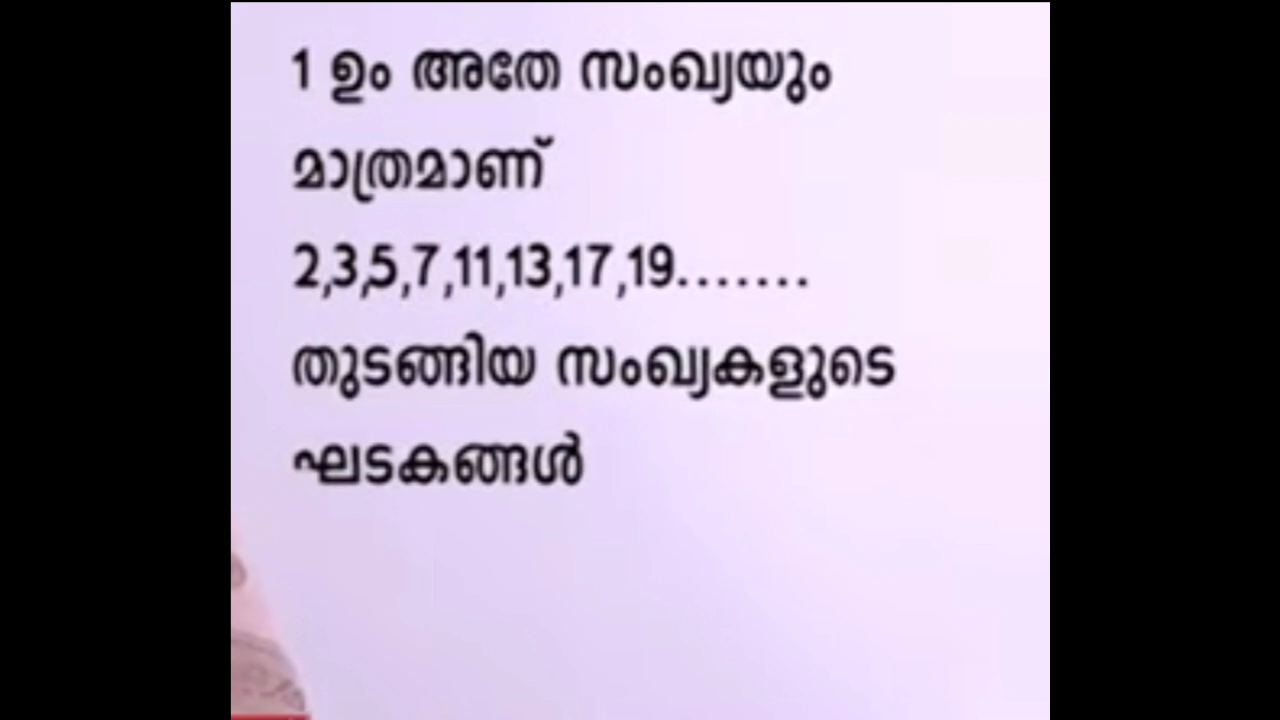 1 ഉം അതേ സംഖ്യയും
മാത്രമാണ്
2,3,5,7,11,13,17,19.......
തുടങ്ങിയ സംഖ്യകളുടെ
ഘടകങ്ങൾ